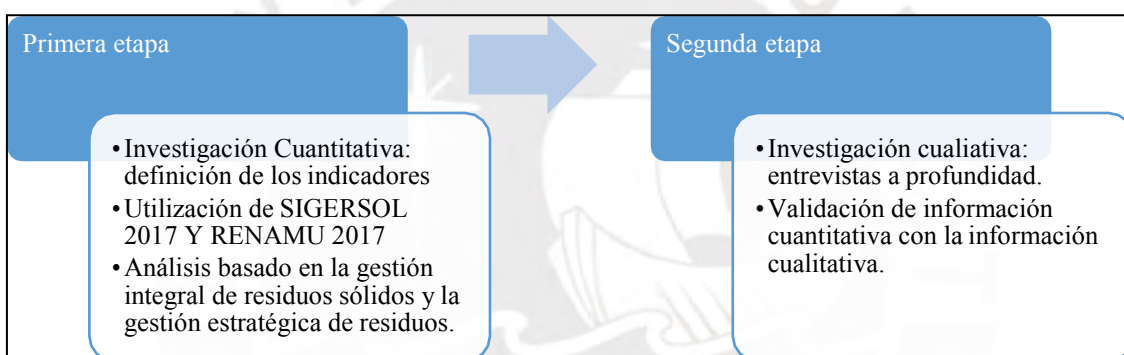 Primera etapa
•Investigación Cuantitativa:
definición de los indicadores
•Utilización de SIGERSOL
2017 Y RENAMU 2017
•Análisis basado en la gestión
integral de residuos sólidos y la
gestión estratégica de residuos.
Segunda etapa
•Investigación cualiativa:
entrevistas a profundidad.
•Validación de información
cuantitativa con la información
cualitativa.